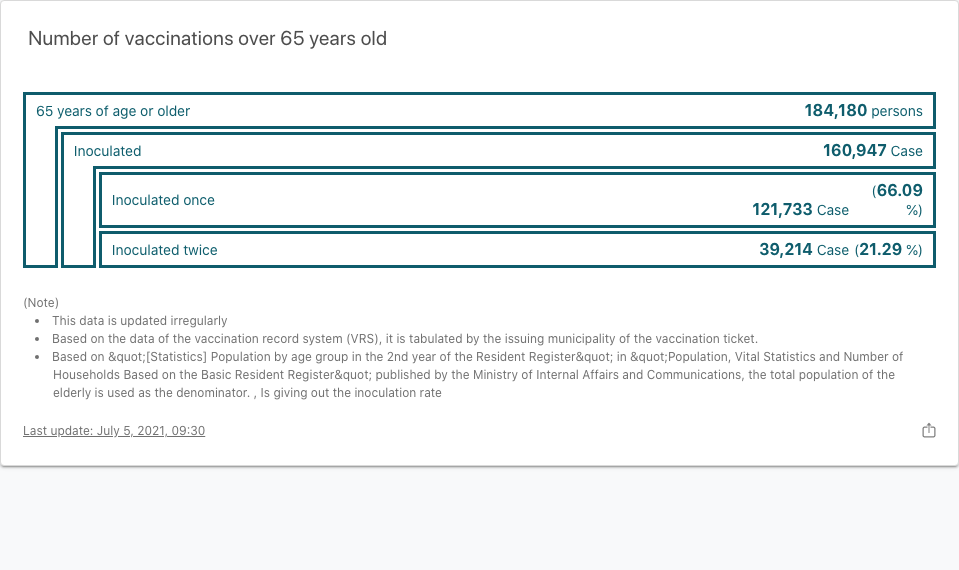 Number of vaccinations over 65 years old
65 years of age or older 184,180 persons
Inoculated 160,947 Case
Inoculated once 121,733 Case (66.09 %)
Inoculated twice 39,214 Case (21.29 %)
(Note)
• This data is updated irregularly
• Based on the data of the vaccination record system (VRS), it is tabulated by the issuing municipality of the vaccination ticket.
• Based on &quot;[Statistics] Population by age group in the 2nd year of the Resident Register&quot; in &quot;Population, Vital Statistics and Number of
Households Based on the Basic Resident Register&quot; published by the Ministry of Internal Affairs and Communications, the total population of the
elderly is used as the denominator. , Is giving out the inoculation rate
Last update: July 5, 2021, 09:30